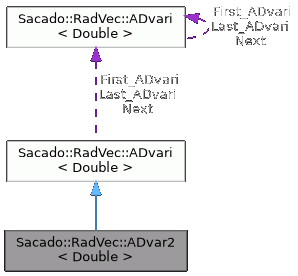 Sacado::RadVec::ADvari
< Double >
First_ADvari
Last_ADvari
Next
First_ADvari
Last_ADvari
Next
Sacado::RadVec::ADvari
< Double >
Sacado::RadVec::ADvar2
< Double >